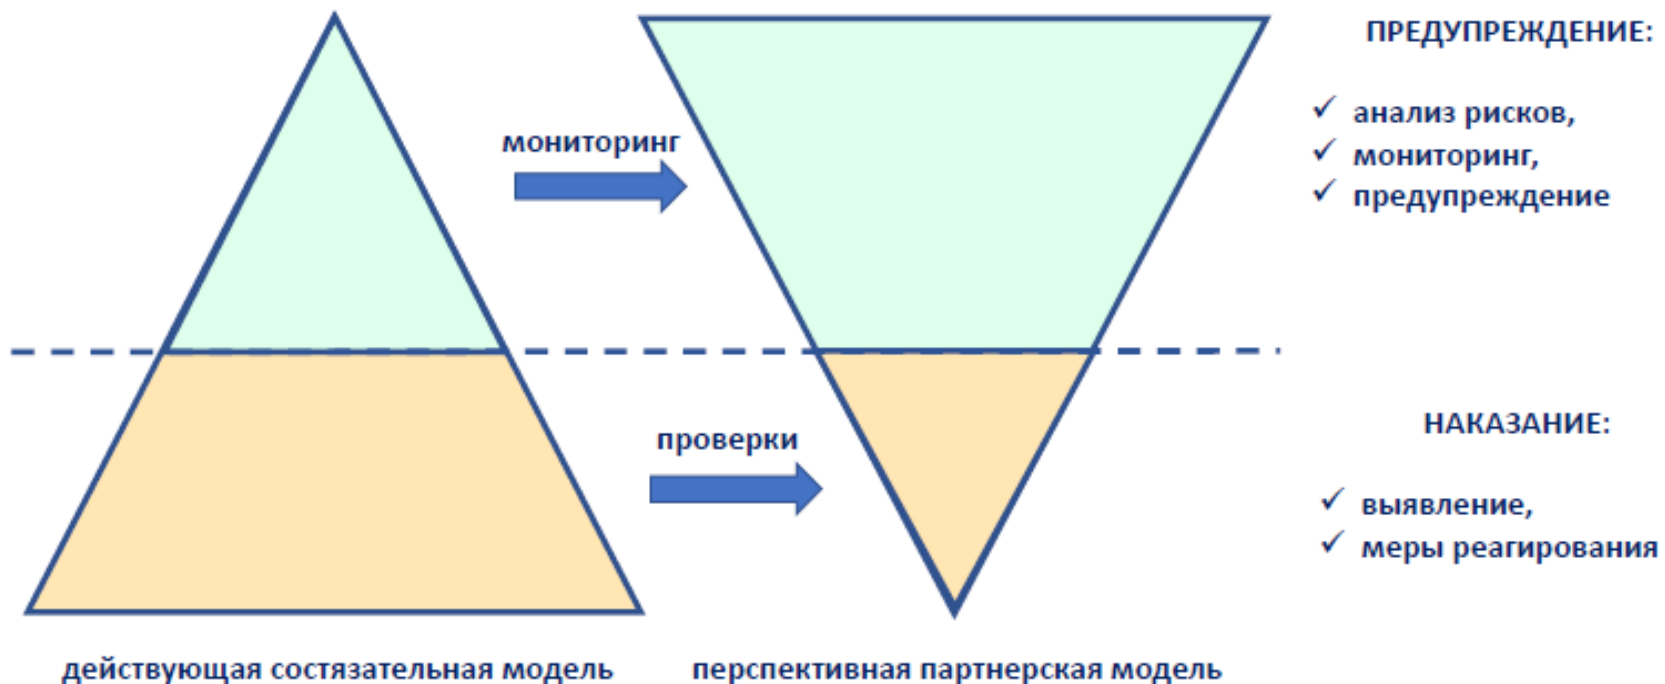 ПРЕДУПРЕЖДЕНИЕ:
✓ анализ рисков,
✓ мониторинг,
✓ предупреждение
мониторинг
проверки
НАКАЗАНИЕ:
✓ выявление,
✓ меры реагирования
действующая состязательная модель
перспективная партнерская модель